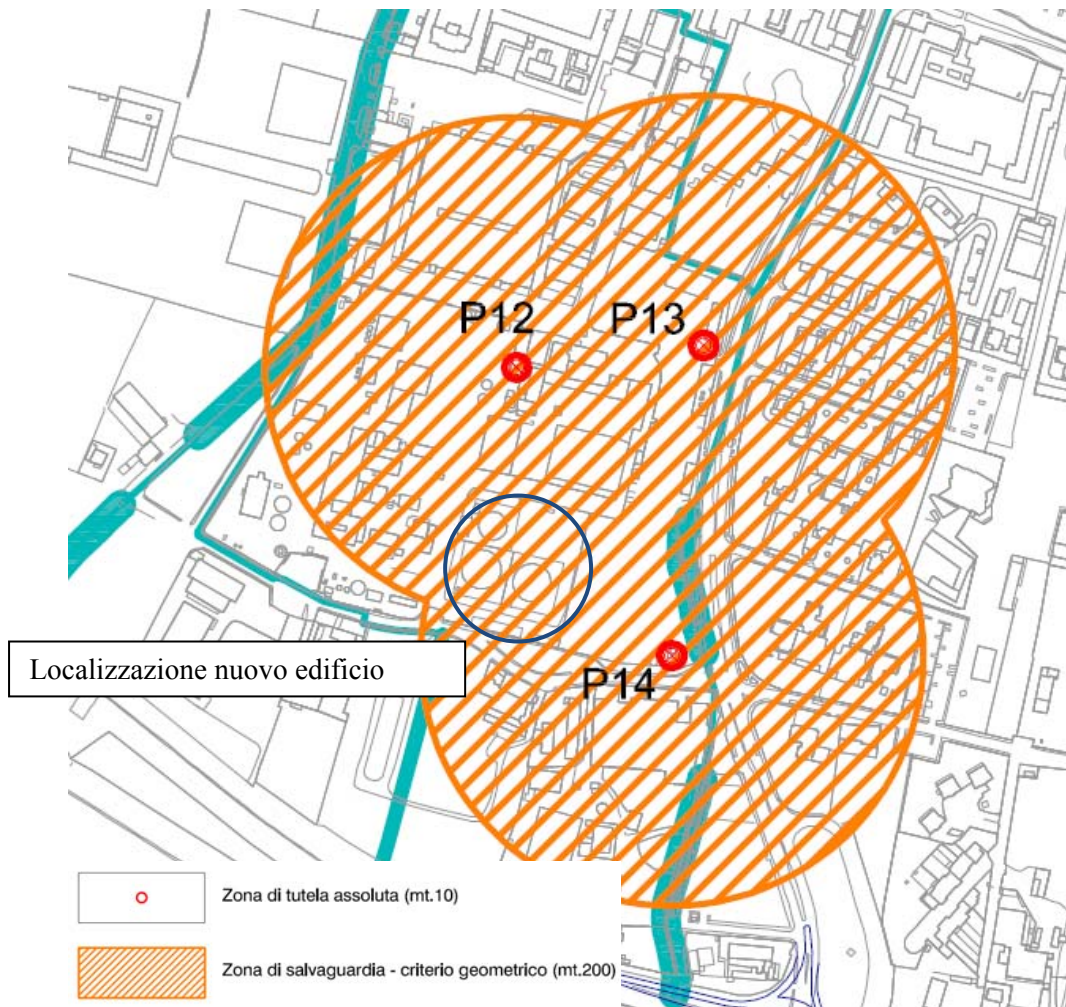 P12
P13
Localizzazione nuovo edificio
P14
Zona di tutela assoluta (mt.10)
Zona di salvaguardia - criterio geometrico (mt.200)